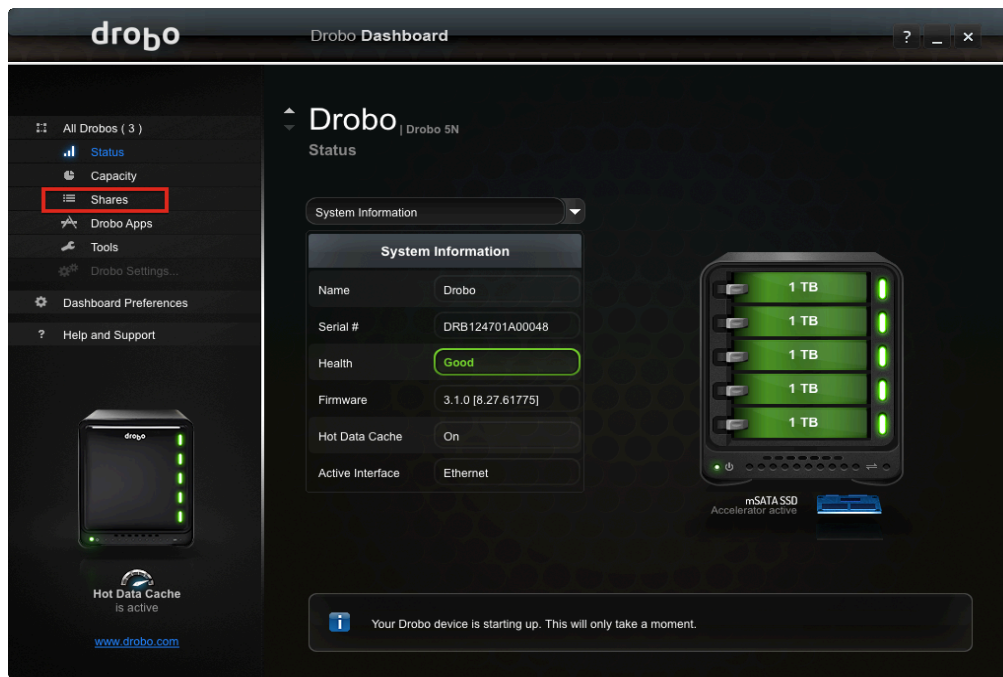 drobo
Drobo Dashboard
? _ ×
All Drobos ( 3 )
Status
Capacity
Shares
Drobo Apps
Tools
Drobo Settings...
Dashboard Preferences
? Help and Support
drobo
Hot Data Cache
is active
www.drobo.com
Drobo | Drobo 5N
Status
System Information
System Information
Name Drobo
Serial # DRB124701A00048
Health Good
Firmware 3.1.0 [8.27.61775]
Hot Data Cache On
Active Interface Ethernet
1 TB
1 TB
1 TB
1 TB
1 TB
mSATA SSD
Accelerator active
i Your Drobo device is starting up. This will only take a moment.